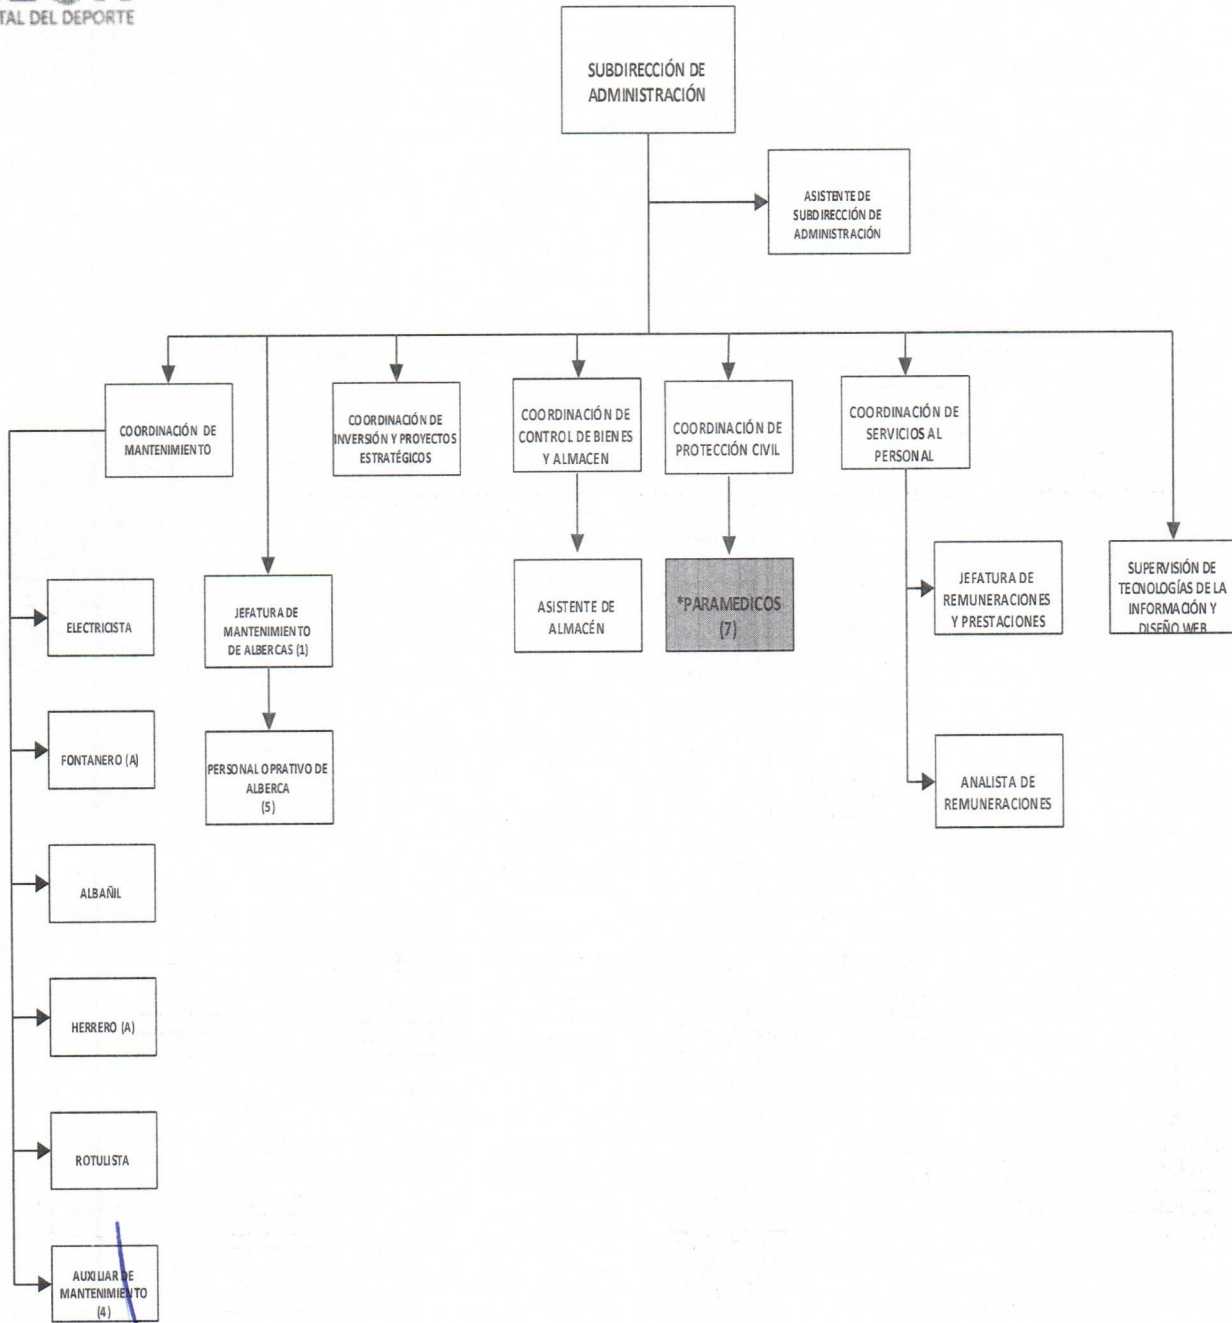 TAL DEL DEPORTE
SUBDIRECCIÓN DE
ADMINISTRACIÓN
ASISTENTE DE
SUBDIRECCIÓN DE
ADMINISTRACIÓN
COORDINACIÓN DE
MANTENIMIENTO
COORDINACIÓN DE
INVERSIÓN Y PROYECTOS
ESTRATÉGICOS
COORDINACIÓN DE
CONTROL DE BIENES
Y ALMACEN
COORDINACIÓN DE
PROTECCIÓN CIVIL
COORDINACIÓN DE
SERVICIOS AL
PERSONAL
ELECTRICISTA
JEFATURA DE
MANTENIMIENTO
DE ALBERCAS (1)
ASISTENTE DE
ALMACÉN
*PARAMEDICOS
(7)
JEFATURA DE
REMUNERACIONES
Y PRESTACIONES
SUPERVISIÓN DE
TECNOLOGÍAS DE LA
INFORMACIÓN Y
DISEÑO WEB
FONTANERO (A)
PERSONAL OPRATIVO DE
ALBERCA
(5)
ANALISTA DE
REMUNERACIONES
ALBAÑIL
HERRERO (A)
ROTULISTA
AUXILIAR DE
MANTENIMIENTO
(4)